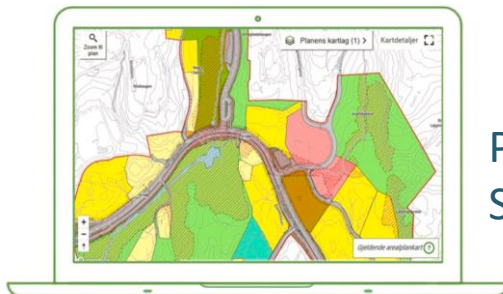 Zoom til
plan
Planens kartlag (1)
Kartdetaljer
Gjeldende arealplankart ?
P
S
+
−